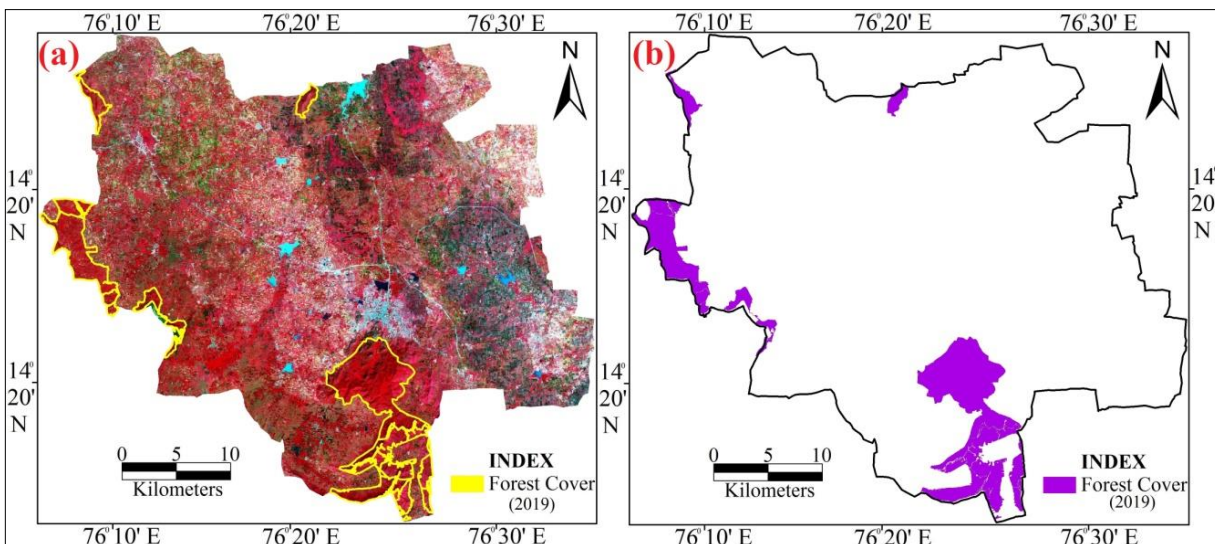 76°10' E 76°20' E 76°30' E 76°10' E 76°20' E 76°30' E
(a) N (b) N
14° 14°
20' 20'
N N
14° 14°
20' 20'
N N
0 5 10 INDEX 0 5 10 INDEX
Kilometers Forest Cover Kilometers Forest Cover
(2019) (2019)
76°10' E 76°20' E 76°30' E 76°10' E 76°20' E 76°30' E